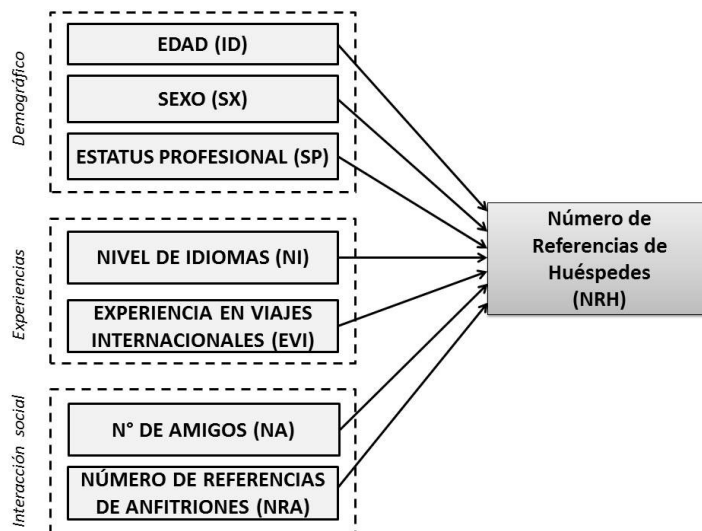 Demográfico
EDAD (ID)
SEXO (SX)
ESTATUS PROFESIONAL (SP)
Experiencias
NIVEL DE IDIOMAS (NI)
EXPERIENCIA EN VIAJES
INTERNACIONALES (EVI)
Interacción social
N° DE AMIGOS (NA)
NÚMERO DE REFERENCIAS
DE ANFITRIONES (NRA)
Número de
Referencias de
Huéspedes
(NRH)